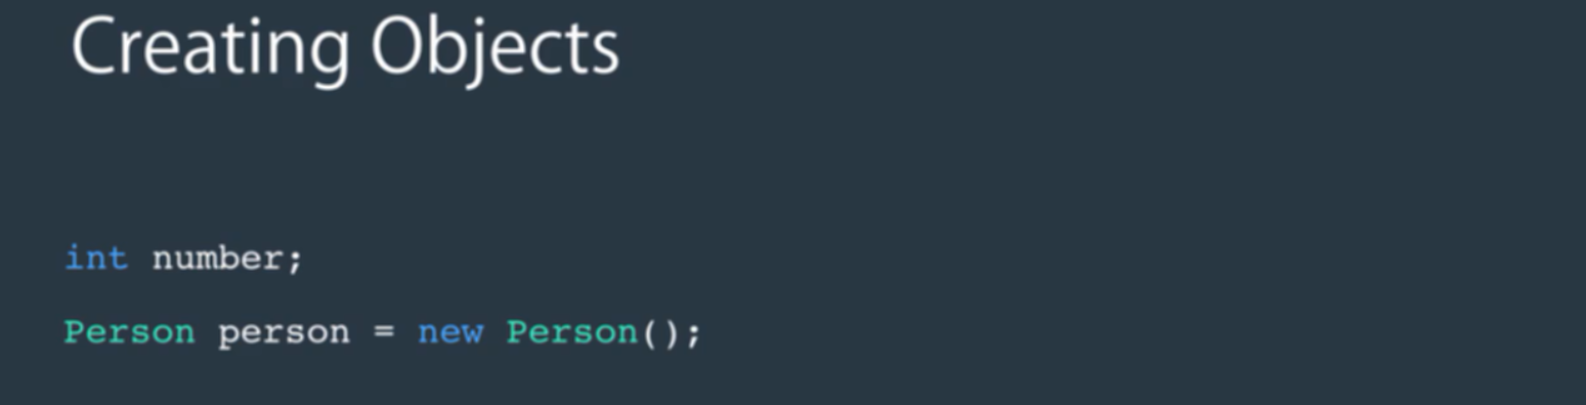 Creating Objects
int number;
Person person = new Person();